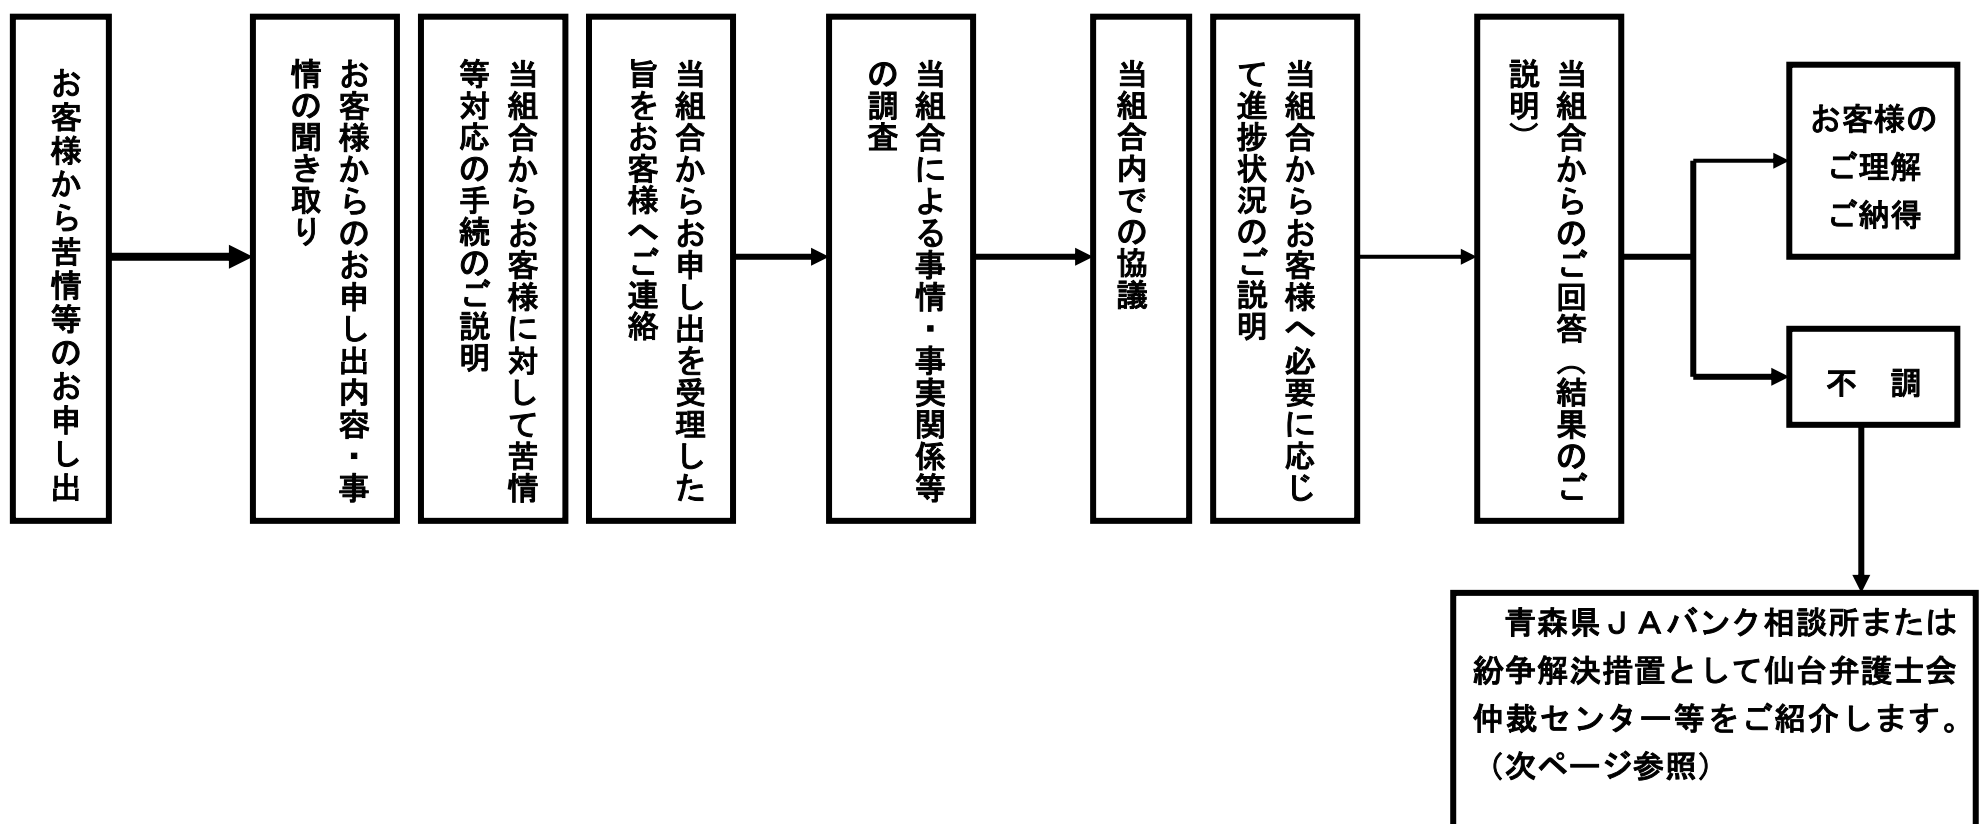 お客様から苦情等のお申し出
お客様からのお申し出内容・事
情の聞き取り
当組合からお客様に対して苦情
等対応の手続のご説明
当組合からお申し出を受理した
旨をお客様へご連絡
当組合による事情・事実関係等
の調査
当組合内での協議
当組合からお客様へ必要に応じ
て進捗状況のご説明
当組合からのご回答（結果のご
説明）
お客様の
ご理解
ご納得
不　調
青森県ＪＡバンク相談所または
紛争解決措置として仙台弁護士会
仲裁センター等をご紹介します。
（次ページ参照）